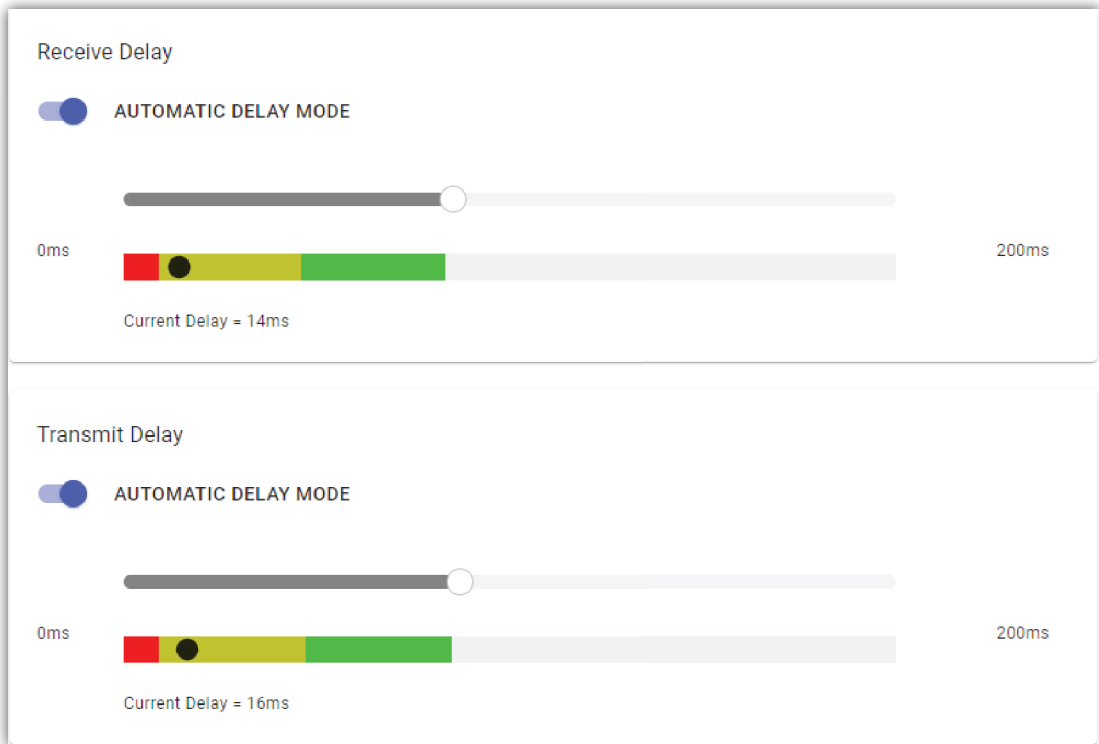 Receive Delay
AUTOMATIC DELAY MODE
0ms
200ms
Current Delay = 14ms
Transmit Delay
AUTOMATIC DELAY MODE
0ms
200ms
Current Delay = 16ms